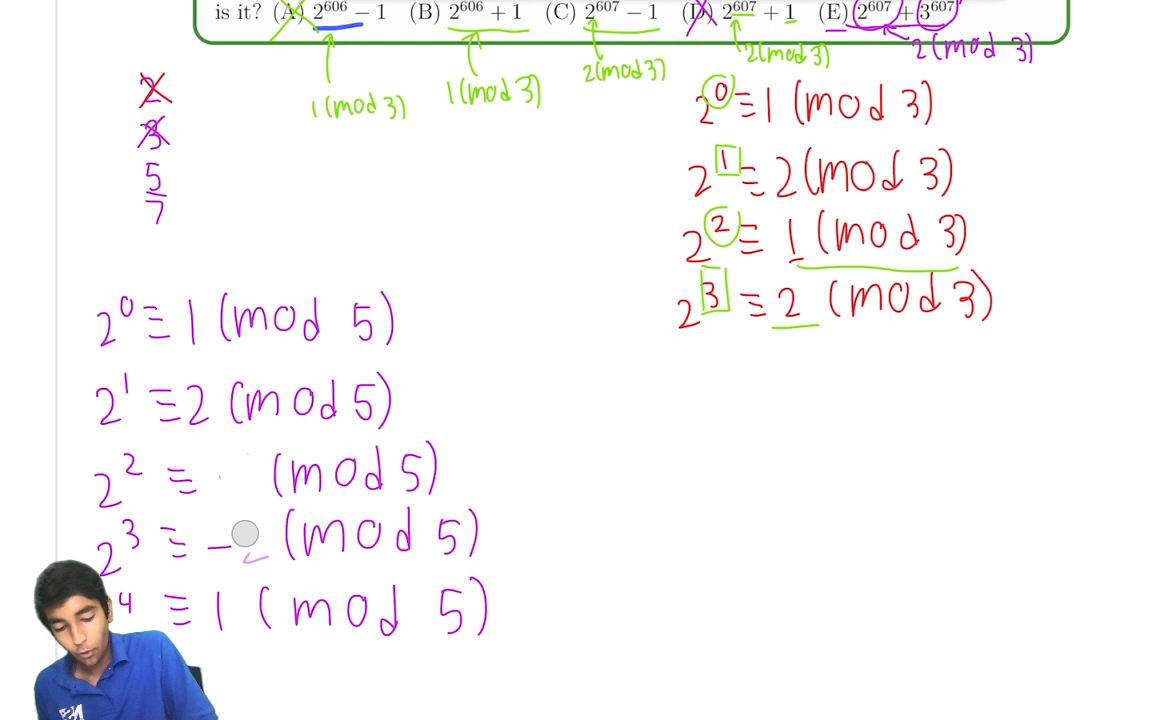 is it? (A) 2^606 − 1 (B) 2^606 + 1 (C) 2^607 − 1 (D) 2^607 + 1 (E) 2^607 + 3^607
1 (mod 3) 1 (mod 3) 2 (mod 3) 2 (mod 3) 2 (mod 3)
2
3
5
7
2^0 ≡ 1 (mod 3)
2^1 ≡ 2 (mod 3)
2^2 ≡ 1 (mod 3)
2^3 ≡ 2 (mod 3)
2^0 ≡ 1 (mod 5)
2^1 ≡ 2 (mod 5)
2^2 ≡ (mod 5)
2^3 ≡ − (mod 5)
4 ≡ 1 (mod 5)